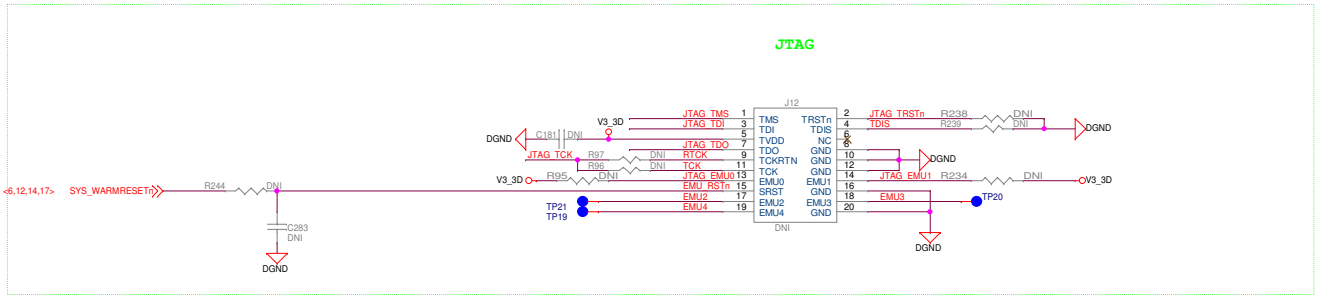 JTAG
J12
JTAG_TMS 1 TMS TRSTn 2 JTAG_TRSTn R238 DNI
V3_3D JTAG_TDI 3 TDI TDIS 4 TDIS R239 DNI
DGND C181 DNI 5 TVDD NC 6 DGND
JTAG_TDO 7 TDO GND 8
JTAG_TCK R97 DNI RTCK 9 TCKRTN GND 10 DGND
R96 DNI TCK 11 TCK GND 12
V3_3D R95 DNI JTAG_EMU0 13 EMU0 EMU1 14 JTAG_EMU1 R234 DNI V3_3D
<6,12,14,17> SYS_WARMRESETn R244 DNI EMU_RSTn 15 SRST GND 16
TP21 EMU2 17 EMU2 EMU3 18 EMU3 TP20
TP19 EMU4 19 EMU4 GND 20
C283
DNI
DNI
DGND
DGND